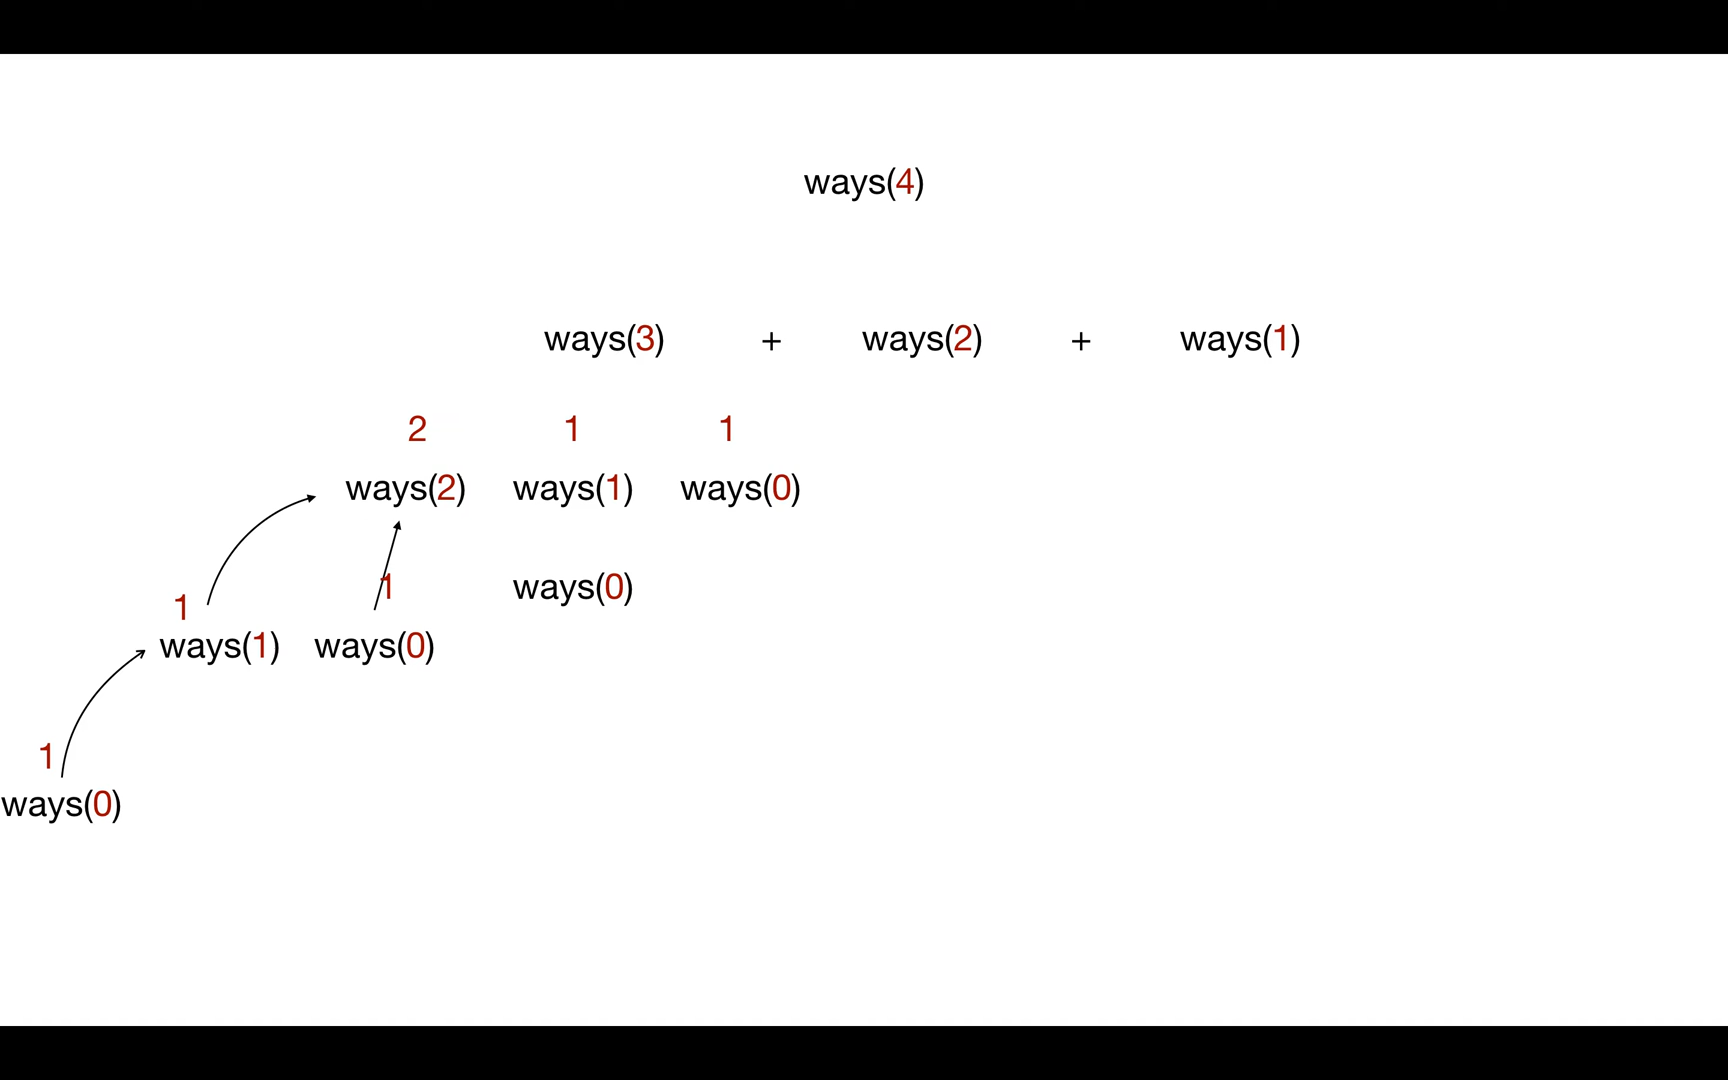 ways(4)
ways(3) + ways(2) + ways(1)
2 1 1
ways(2) ways(1) ways(0)
1 ways(0)
1
ways(1) ways(0)
1
ways(0)